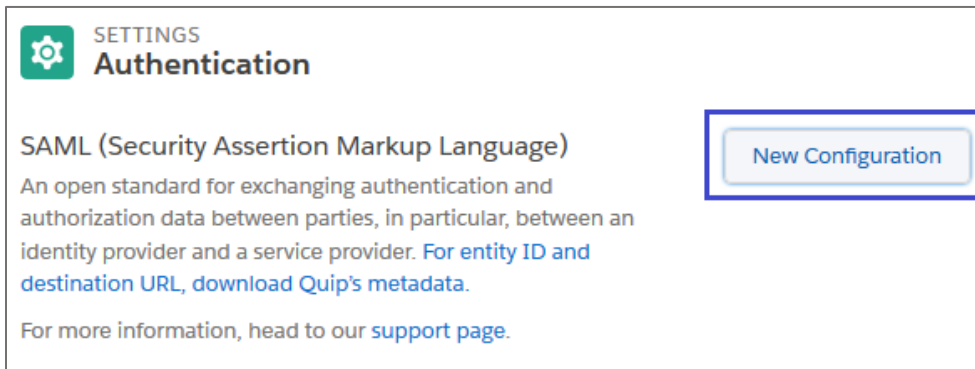 SETTINGS
Authentication
SAML (Security Assertion Markup Language)
New Configuration
An open standard for exchanging authentication and
authorization data between parties, in particular, between an
identity provider and a service provider. For entity ID and
destination URL, download Quip's metadata.
For more information, head to our support page.